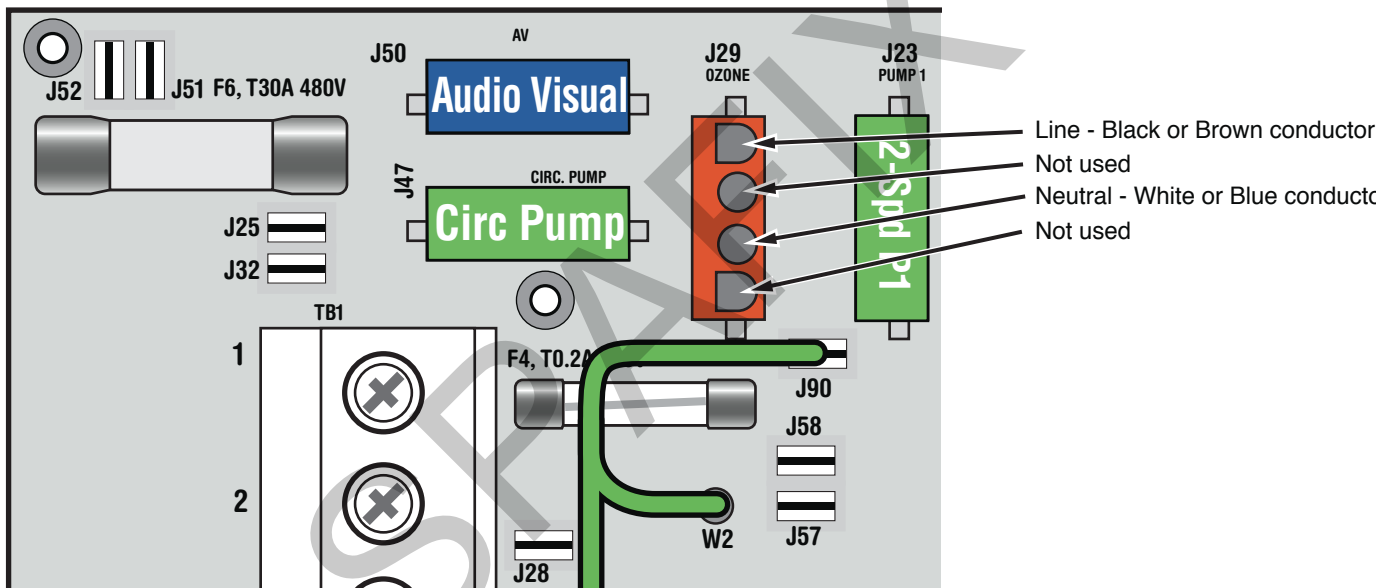 AV
J50
J29
OZONE
J23
PUMP 1
J52
J51 F6, T30A 480V
Audio Visual
Line - Black or Brown conductor
Not used
Neutral - White or Blue
Not used
2-Spd P1
J47
CIRC. PUMP
Circ Pump
J25
J32
TB1
1
F4, T0.2A
J90
J58
2
W2
J57
J28
SPAFIX